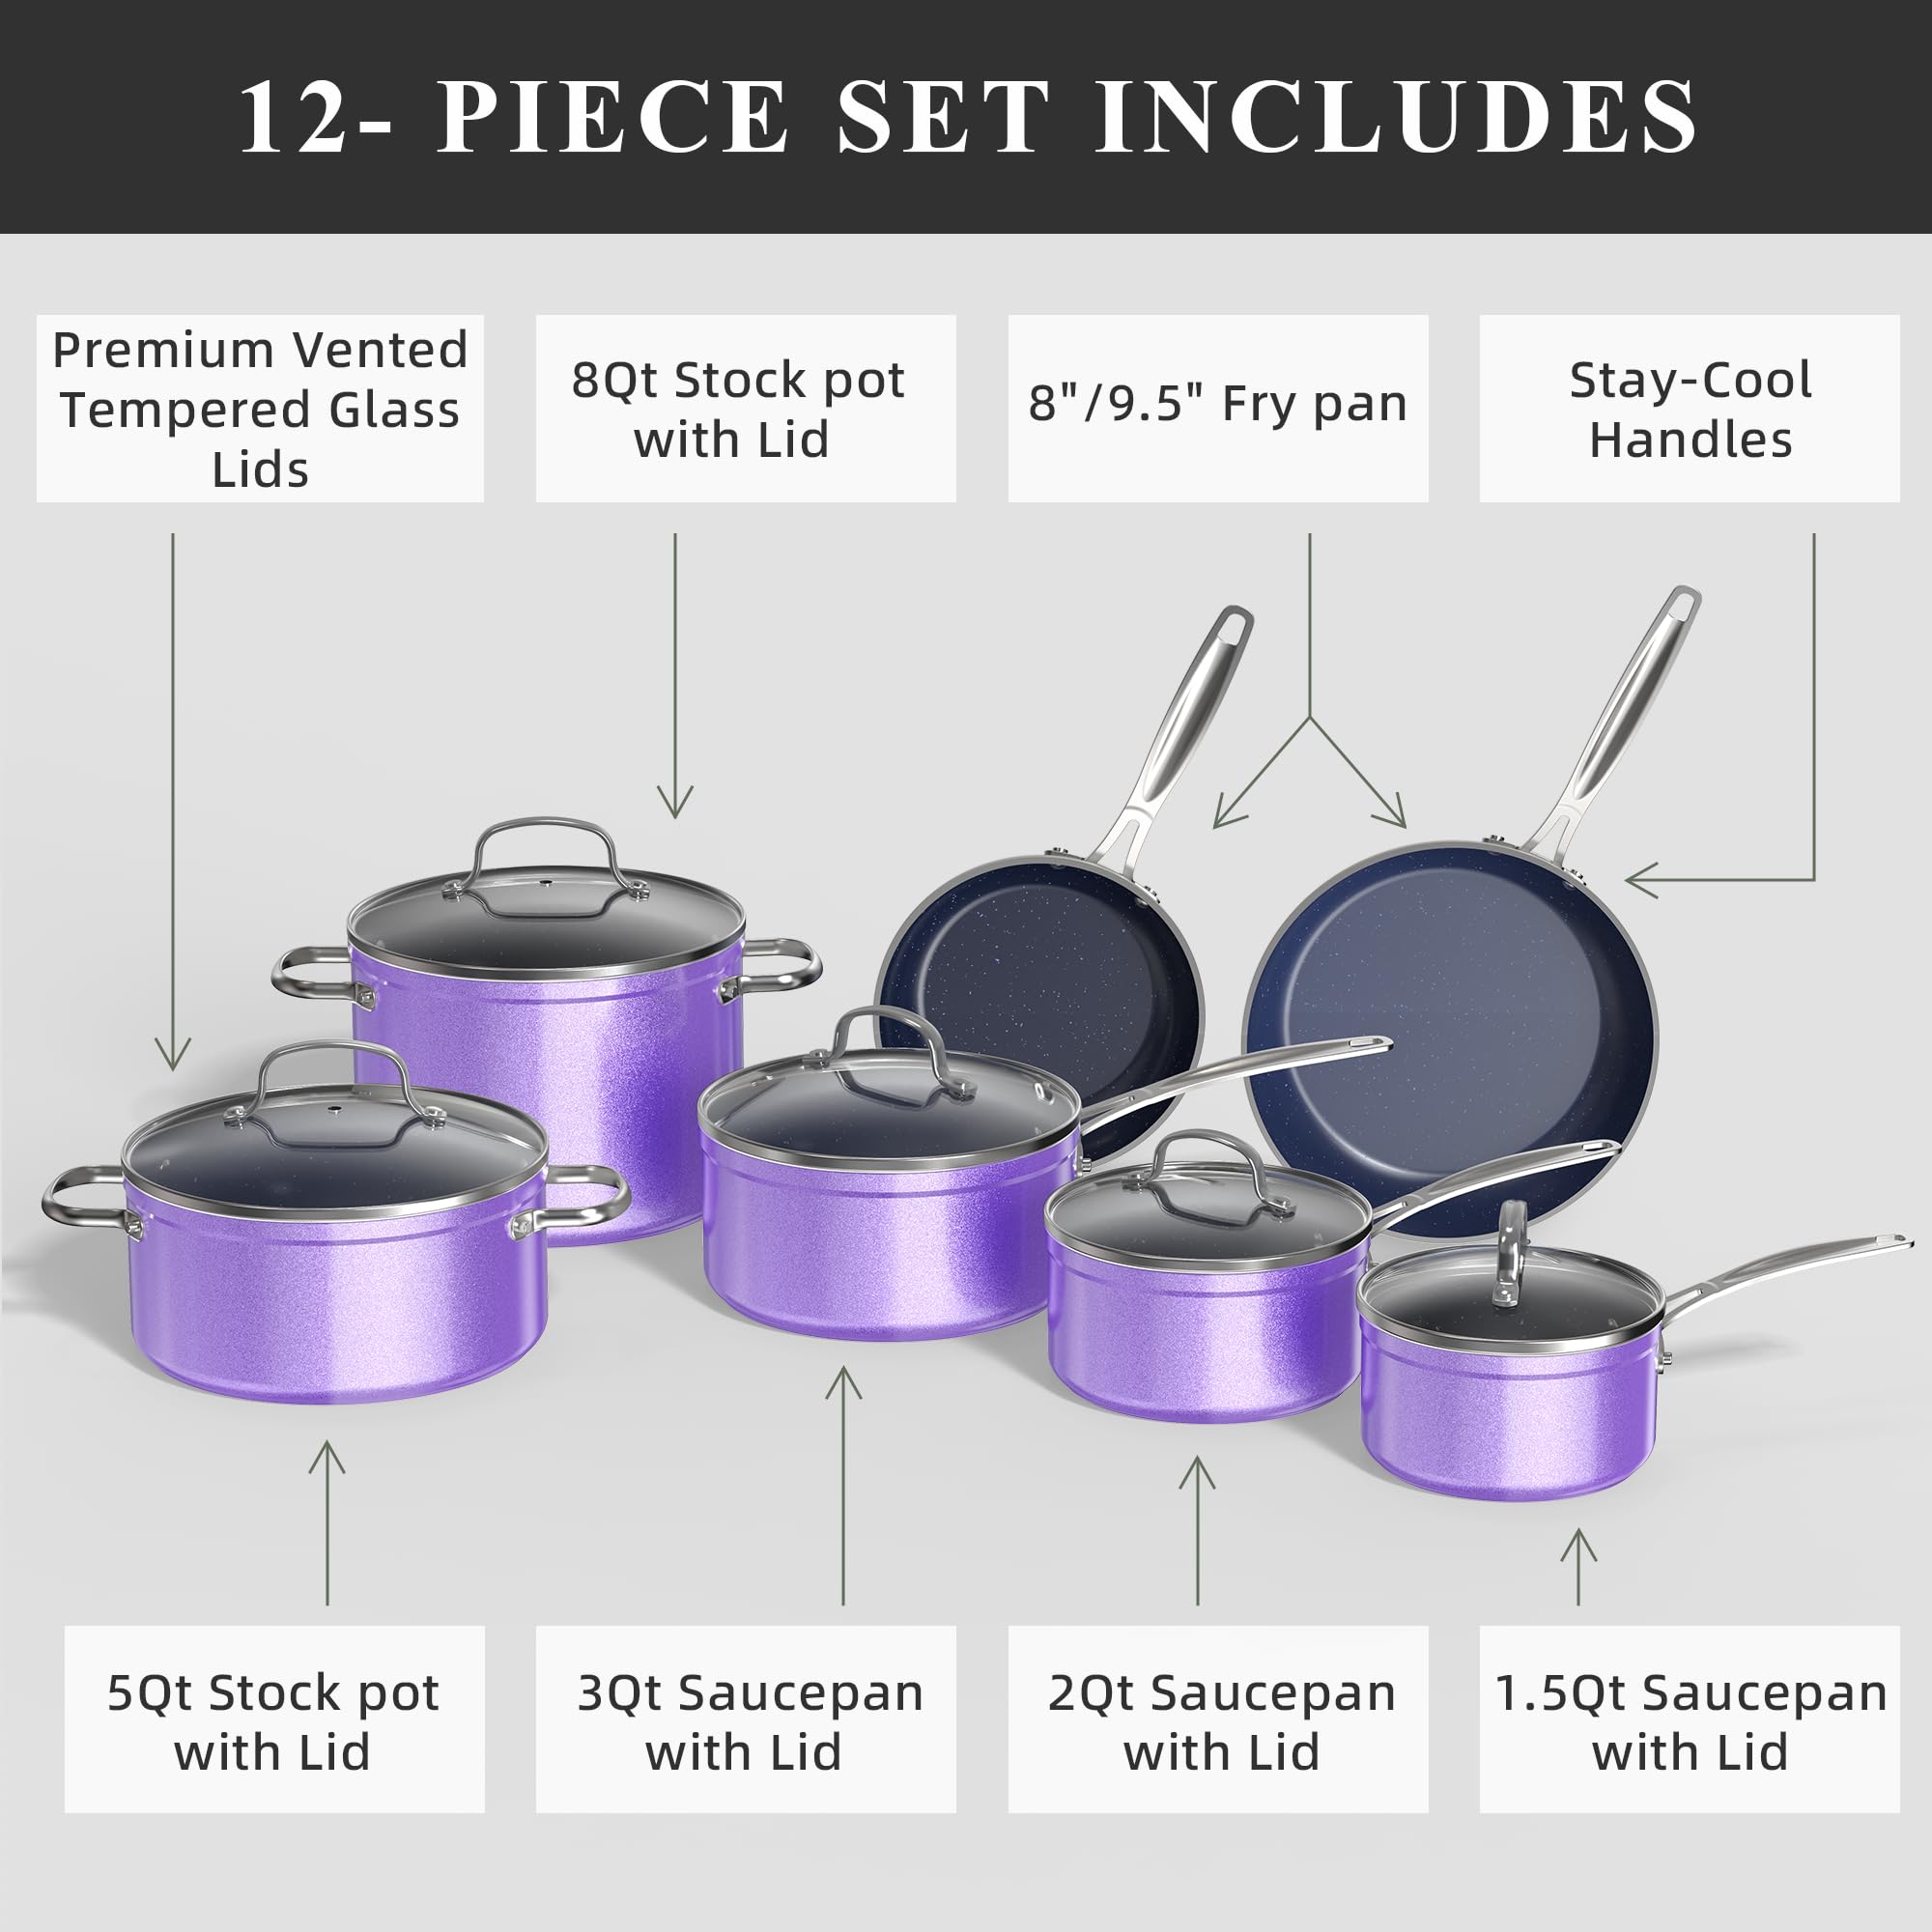 12- PIECE SET INCLUDES
Premium Vented
Tempered Glass
Lids
8Qt Stock pot
with Lid
8"/9.5" Fry pan
Stay-Cool
Handles
5Qt Stock pot
with Lid
3Qt Saucepan
with Lid
2Qt Saucepan
with Lid
1.5Qt Saucepan
with Lid